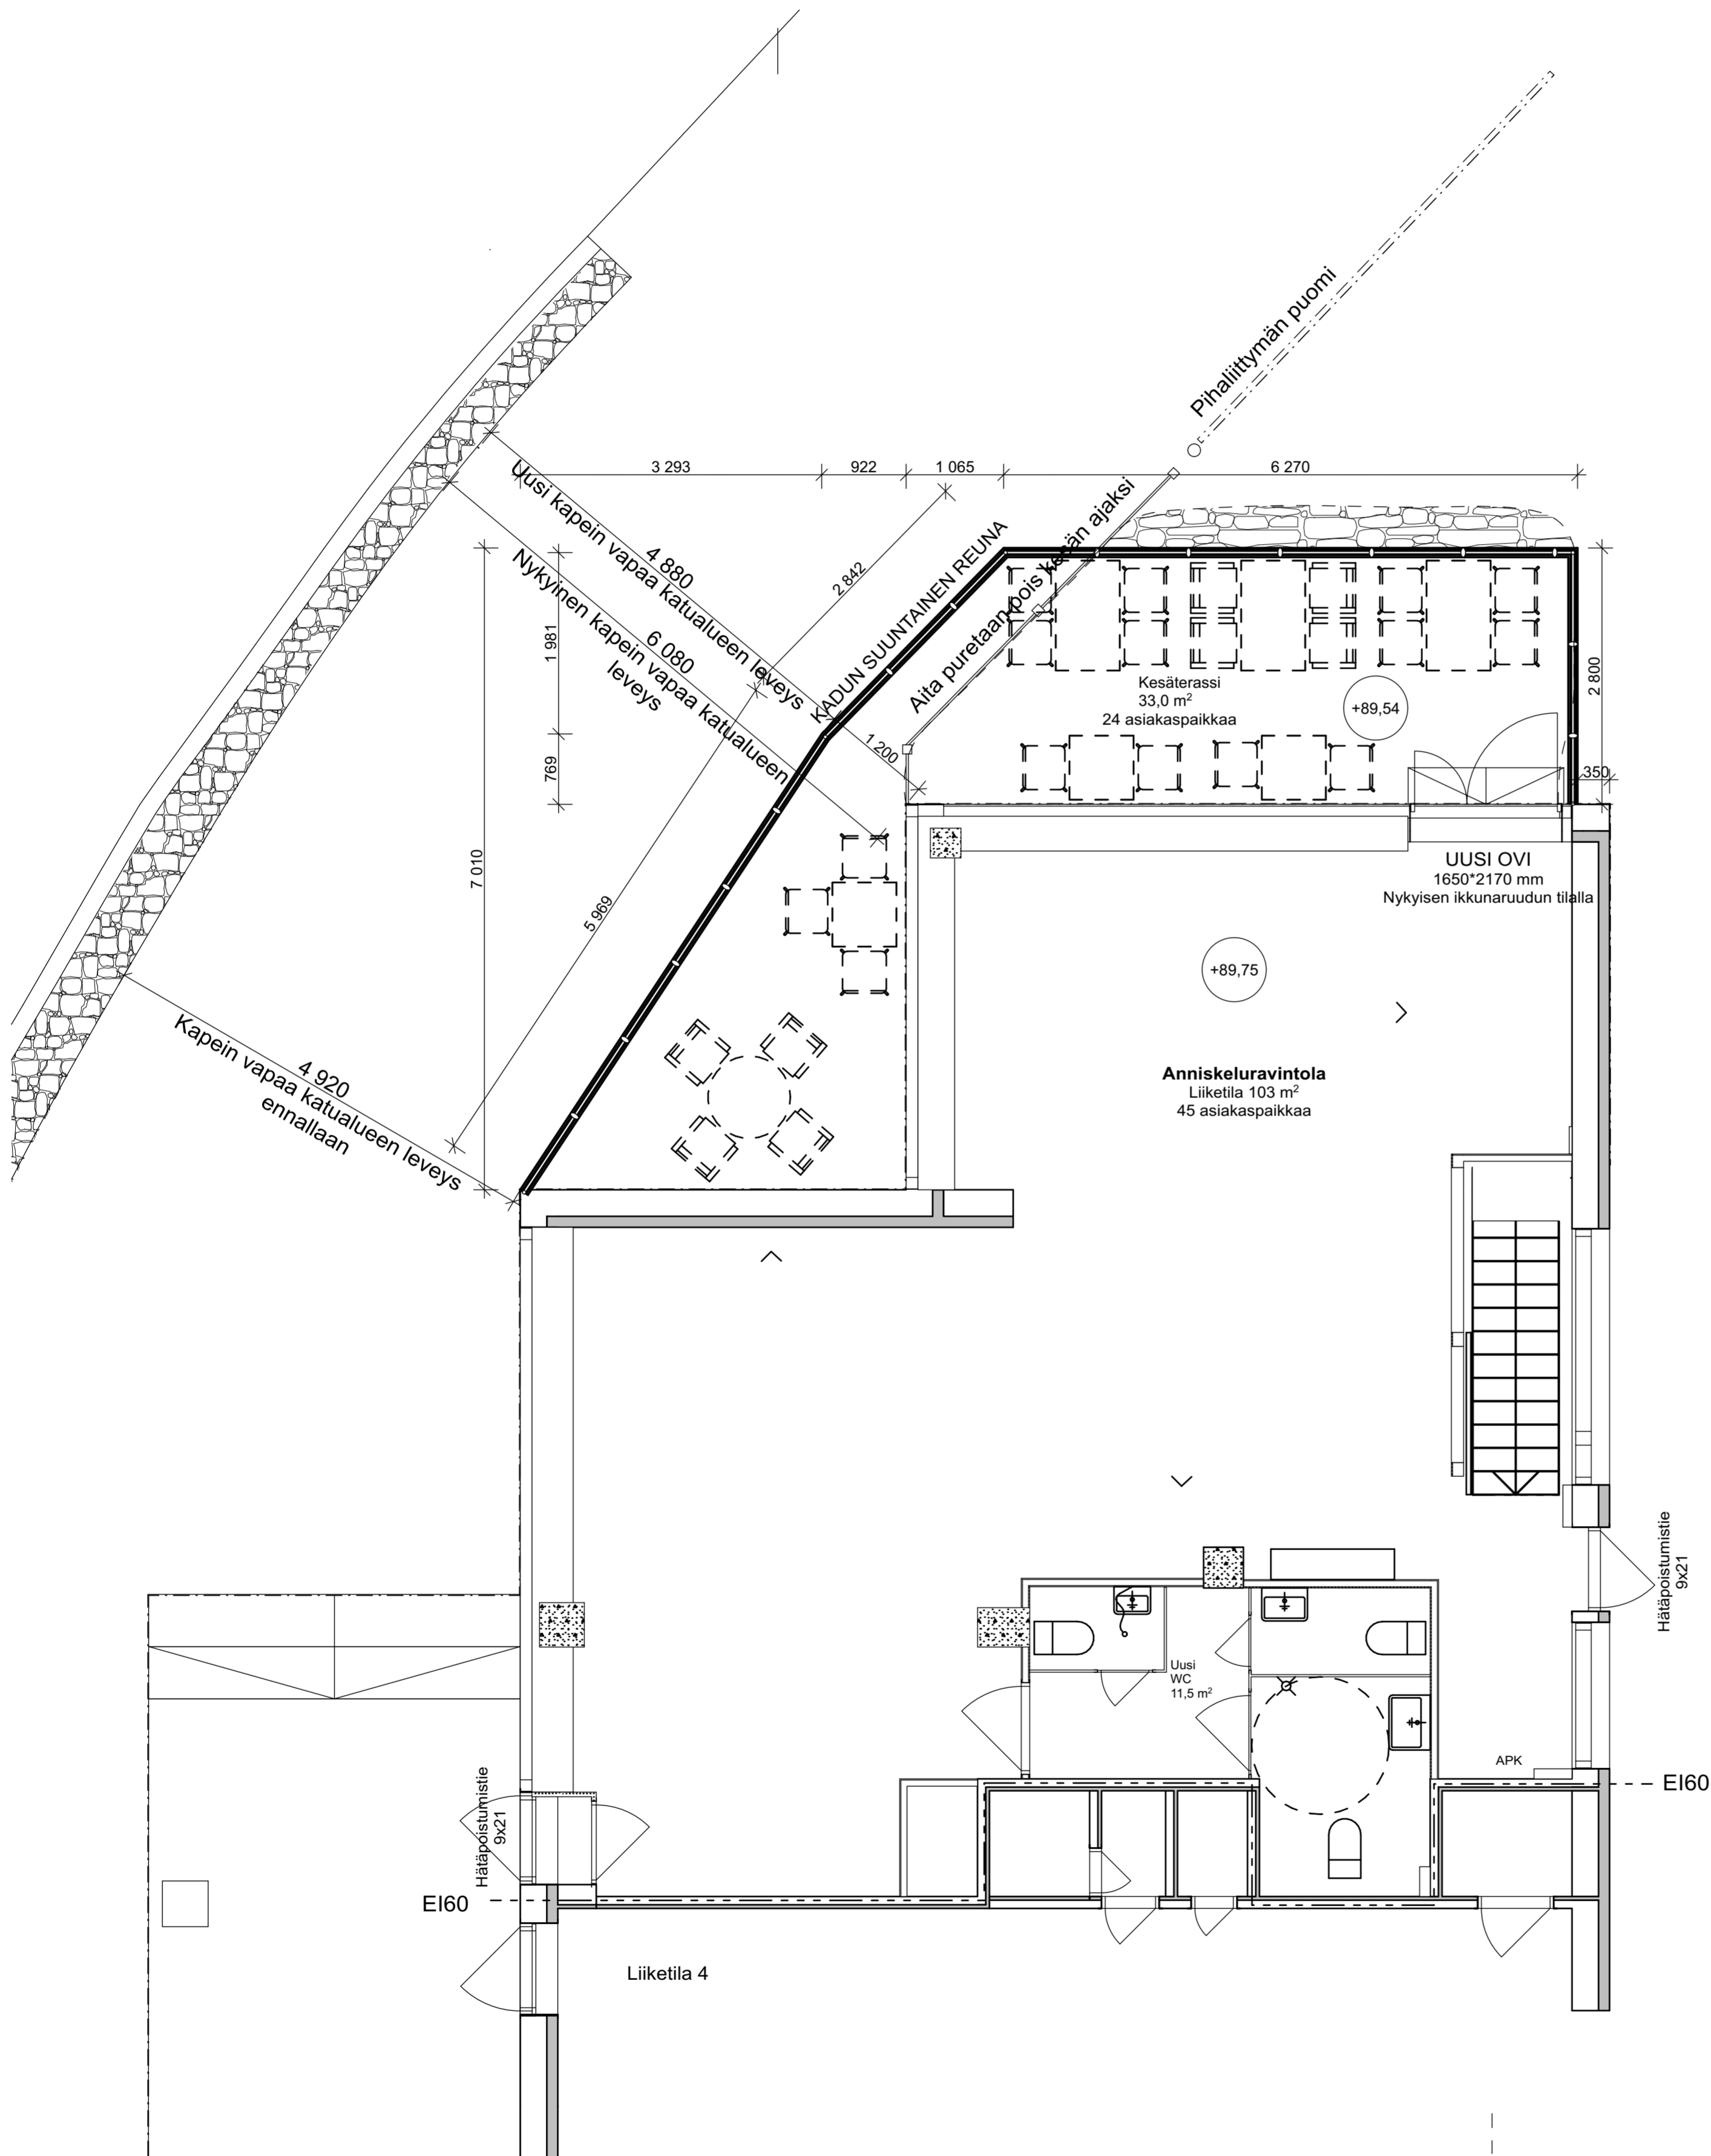 Pihaliittymän puomi
3 293
922
1 065
6 270
Uusi kapein vapaa katualueen leveys
4 880
Nykyinen kapein vapaa katualueen
leveys
6 080
2 842
KADUN SUUNTAINEN REUNA
Aita puretaan pois kesän ajaksi
1 981
769
7 010
5 969
1 200
2 800
350
Kesäterassi
33,0 m²
24 asiakaspaikkaa
+89,54
UUSI OVI
1650*2170 mm
Nykyisen ikkunaruudun tilalla
+89,75
4 920
Kapein vapaa katualueen leveys
ennallaan
Anniskeluravintola
Liiketila 103 m²
45 asiakaspaikkaa
Hätäpoistumistie
9x21
Uusi
WC
11,5 m²
APK
EI60
Hätäpoistumistie
9x21
EI60
Liiketila 4